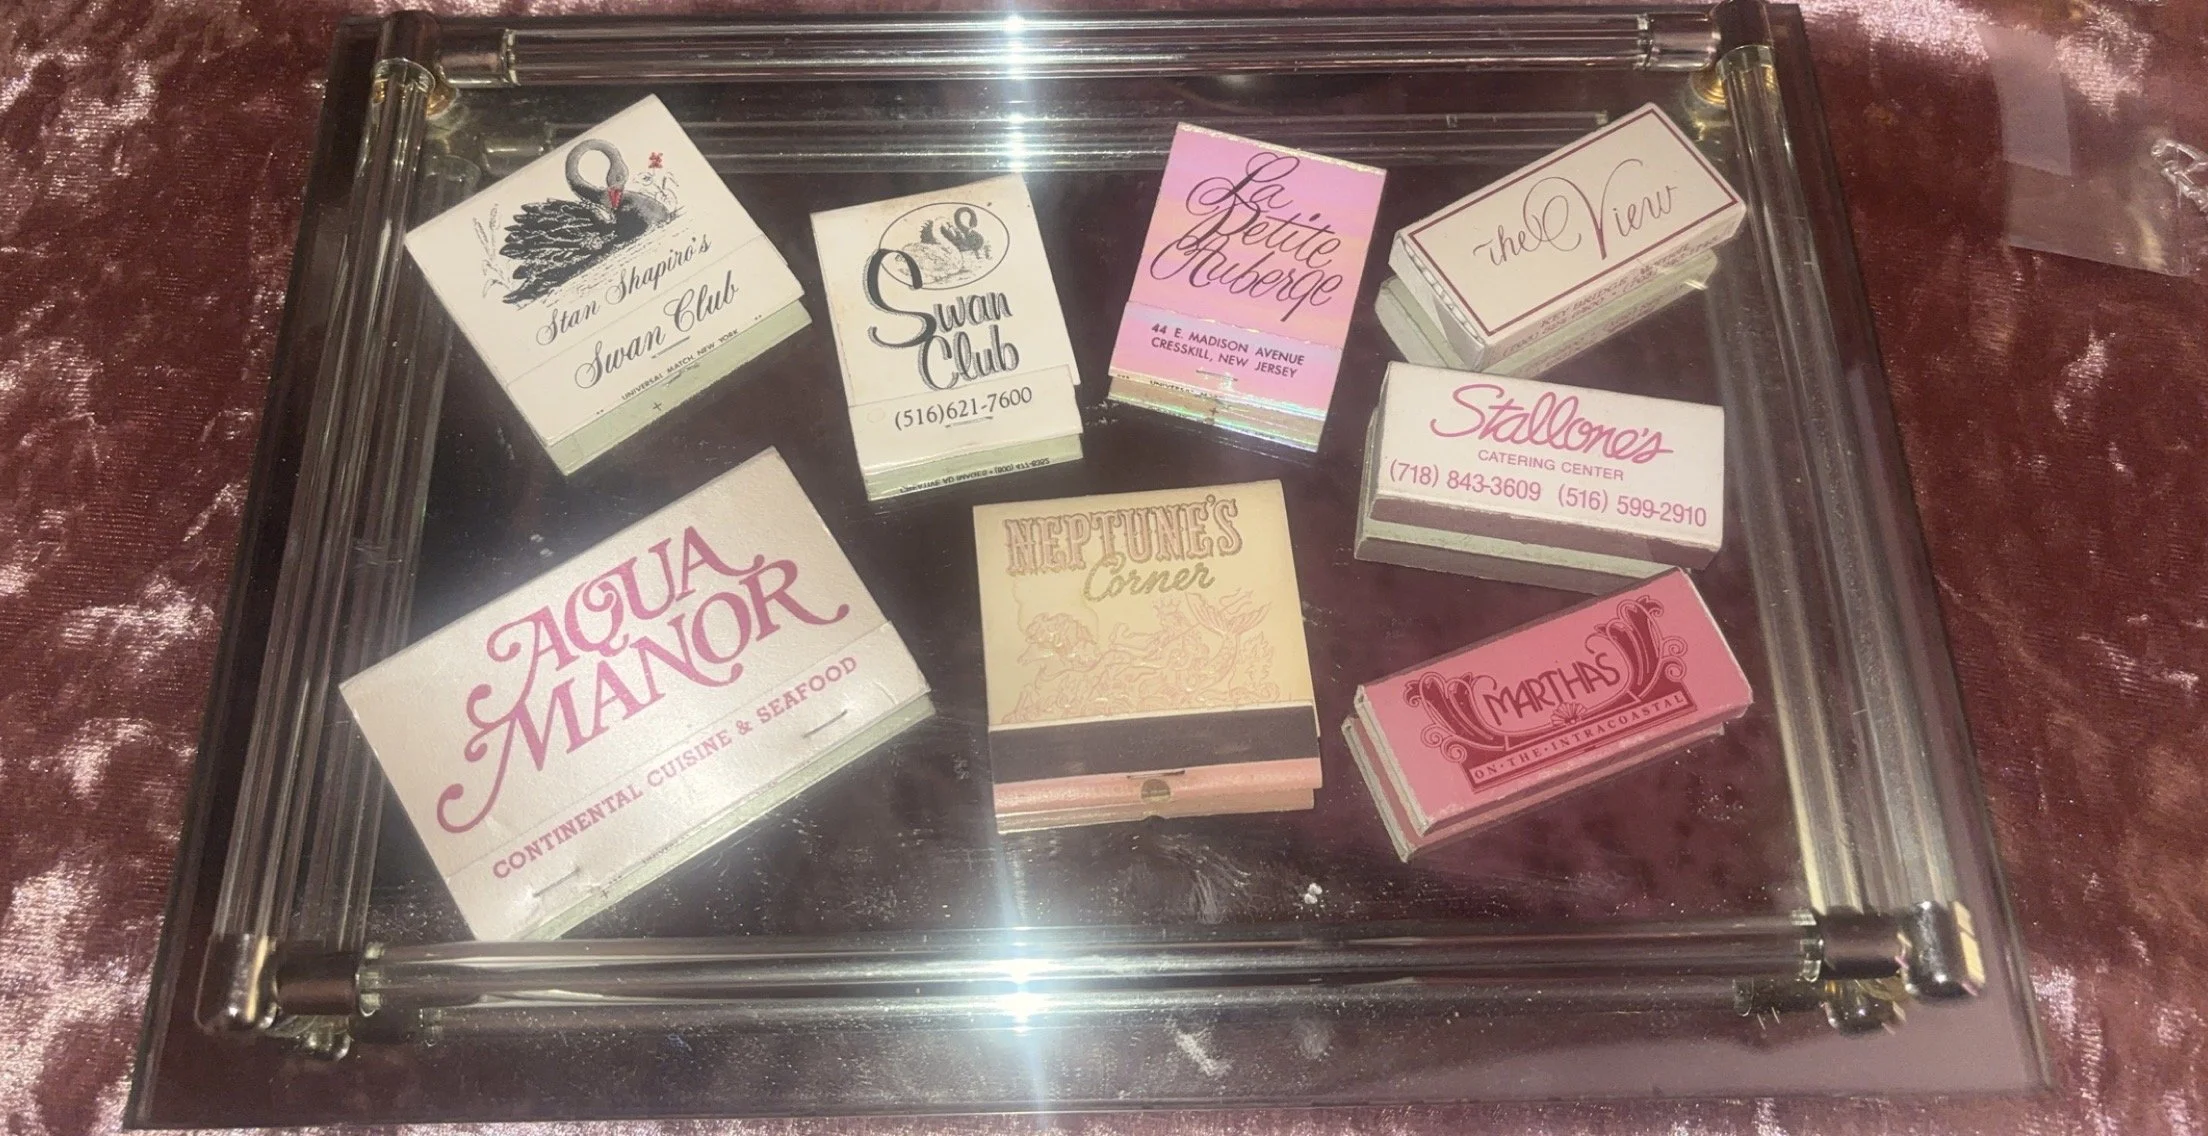 Stan Shapiro's
Swan Club
UNIVERSAL MATCH, NEW YORK
Swan
Club
(516)621-7600
La
Petite
Auberge
44 E. MADISON AVENUE
CRESSKILL, NEW JERSEY
The View
KEY BRIDGE
Stallone's
CATERING CENTER
(718) 843-3609 (516) 599-2910
AQUA
MANOR
CONTINENTAL CUISINE & SEAFOOD
NEPTUNE'S
Corner
MARTHA'S
ON·THE·INTRACOASTAL